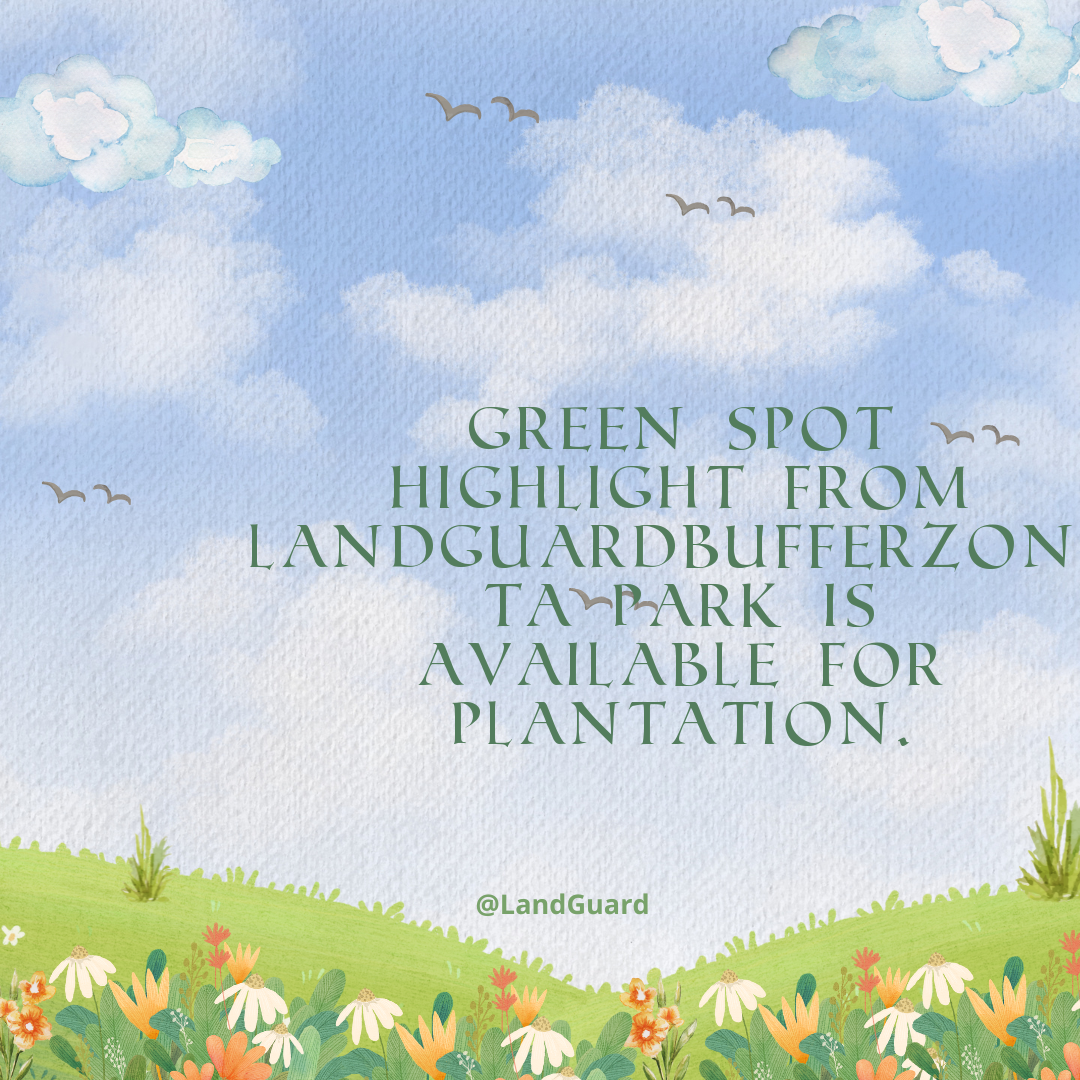 GREEN SPOT
HIGHLIGHT FROM
LANDGUARDBUFFERZON
TA PARK IS
AVAILABLE FOR
PLANTATION.
@LandGuard